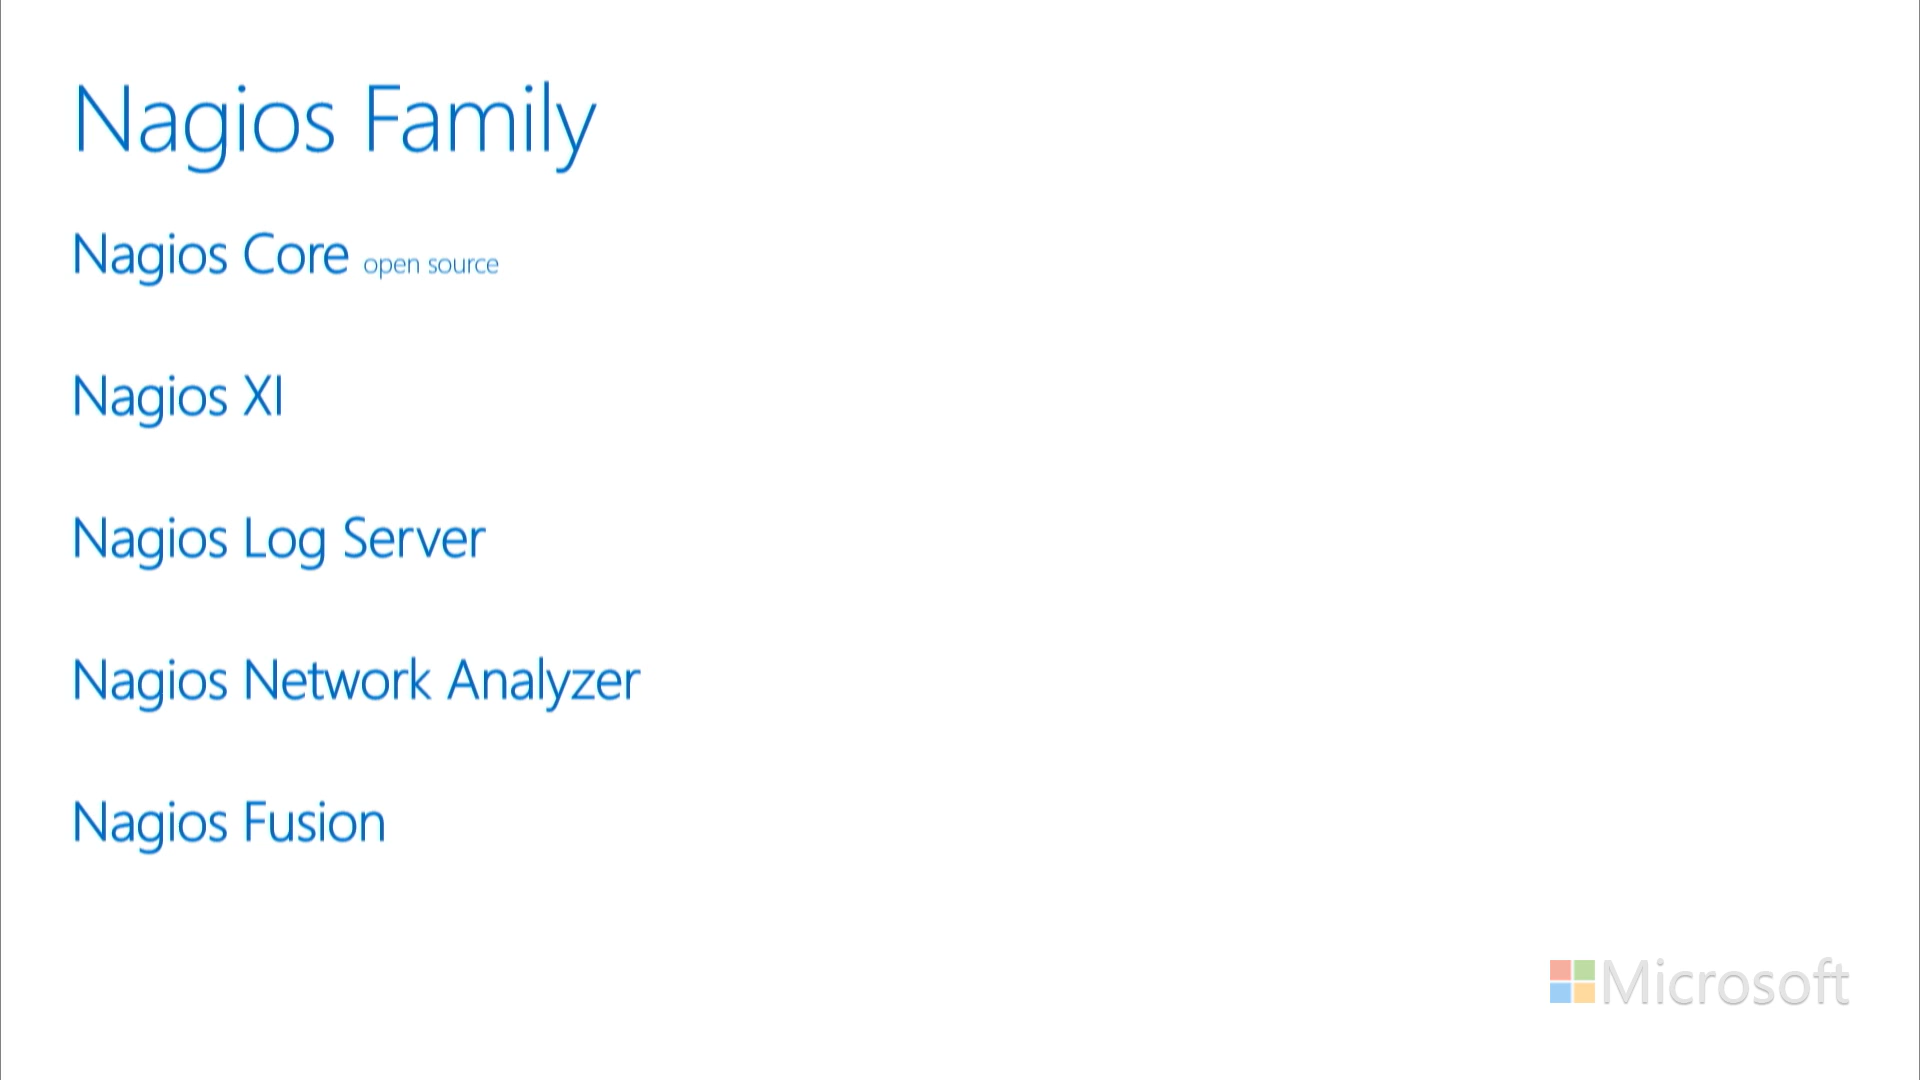 Nagios Family
Nagios Core open source
Nagios XI
Nagios Log Server
Nagios Network Analyzer
Nagios Fusion
Microsoft